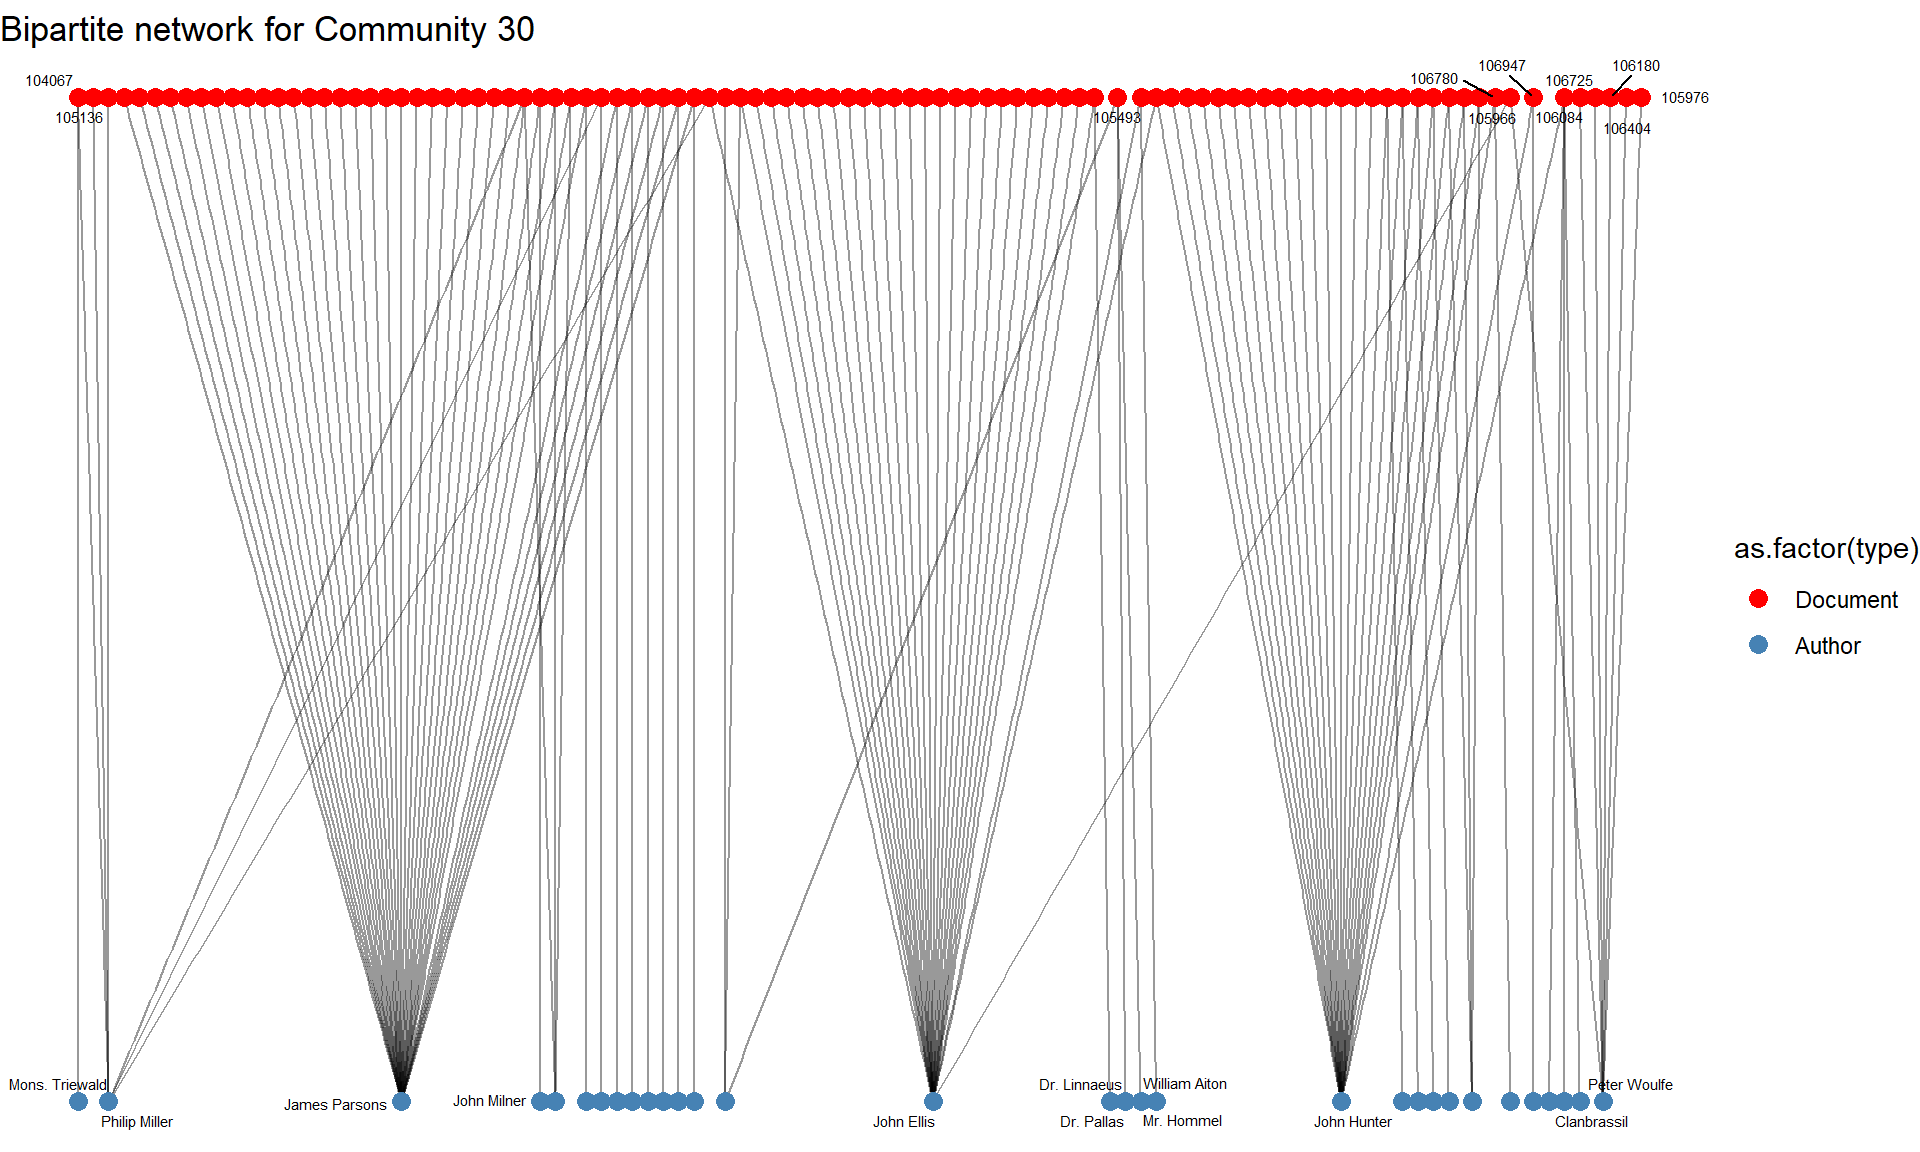 Bipartite network for Community 30
104067
105136
105493
106780
106947
106725
106180
105976
105966
106084
106404
as.factor(type)
Document
Author
Mons. Triewald
Philip Miller
James Parsons
John Milner
John Ellis
Dr. Linnaeus
William Aiton
Dr. Pallas
Mr. Hommel
John Hunter
Peter Woulfe
Clanbrassil